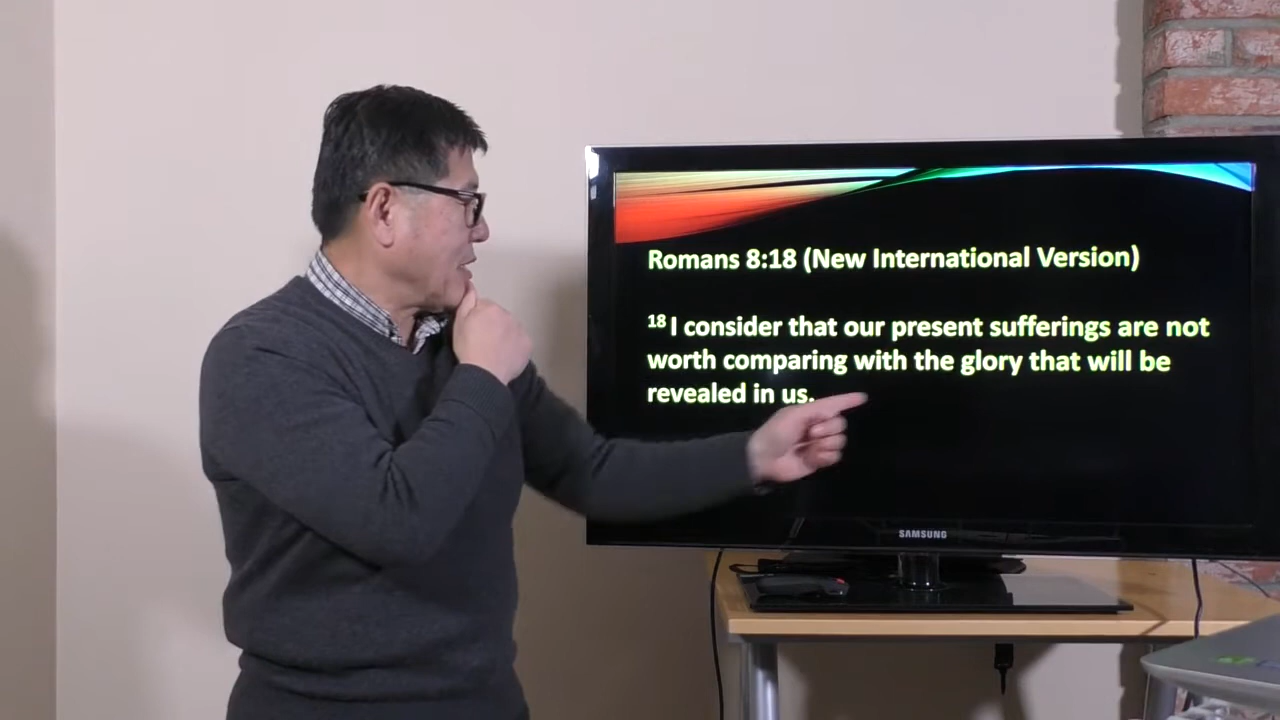 Romans 8:18 (New International Version)
18 I consider that our present sufferings are not
worth comparing with the glory that will be
revealed in us.
SAMSUNG